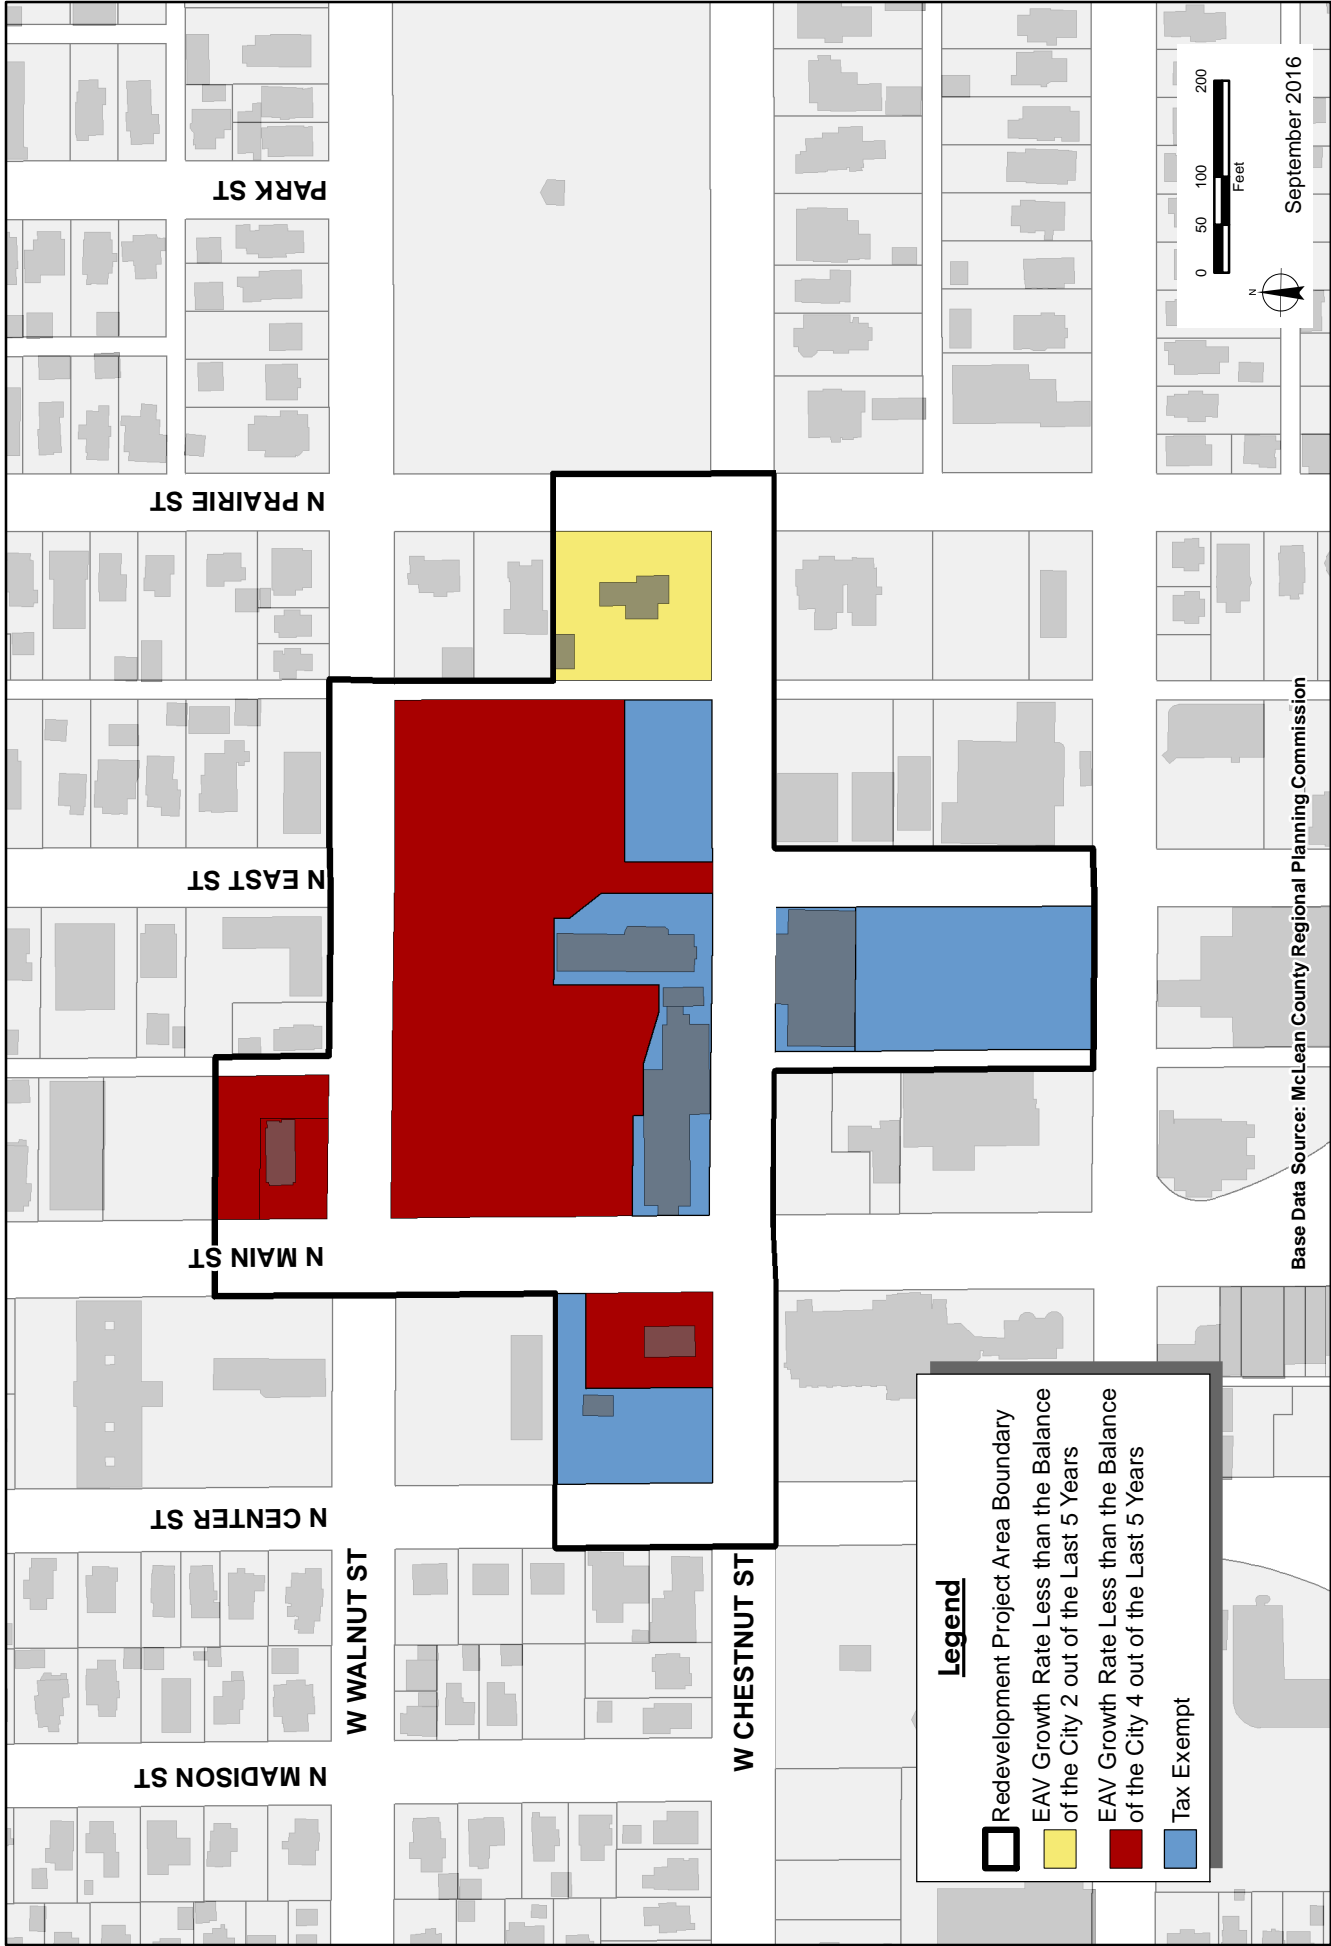 PARK ST
N PRAIRIE ST
N EAST ST
N MAIN ST
N CENTER ST
N MADISON ST
W WALNUT ST
W CHESTNUT ST
Legend
Redevelopment Project Area Boundary
EAV Growth Rate Less than the Balance
of the City 2 out of the Last 5 Years
EAV Growth Rate Less than the Balance
of the City 4 out of the Last 5 Years
Tax Exempt
Base Data Source: McLean County Regional Planning Commission
N
0 50 100 200
Feet
September 2016